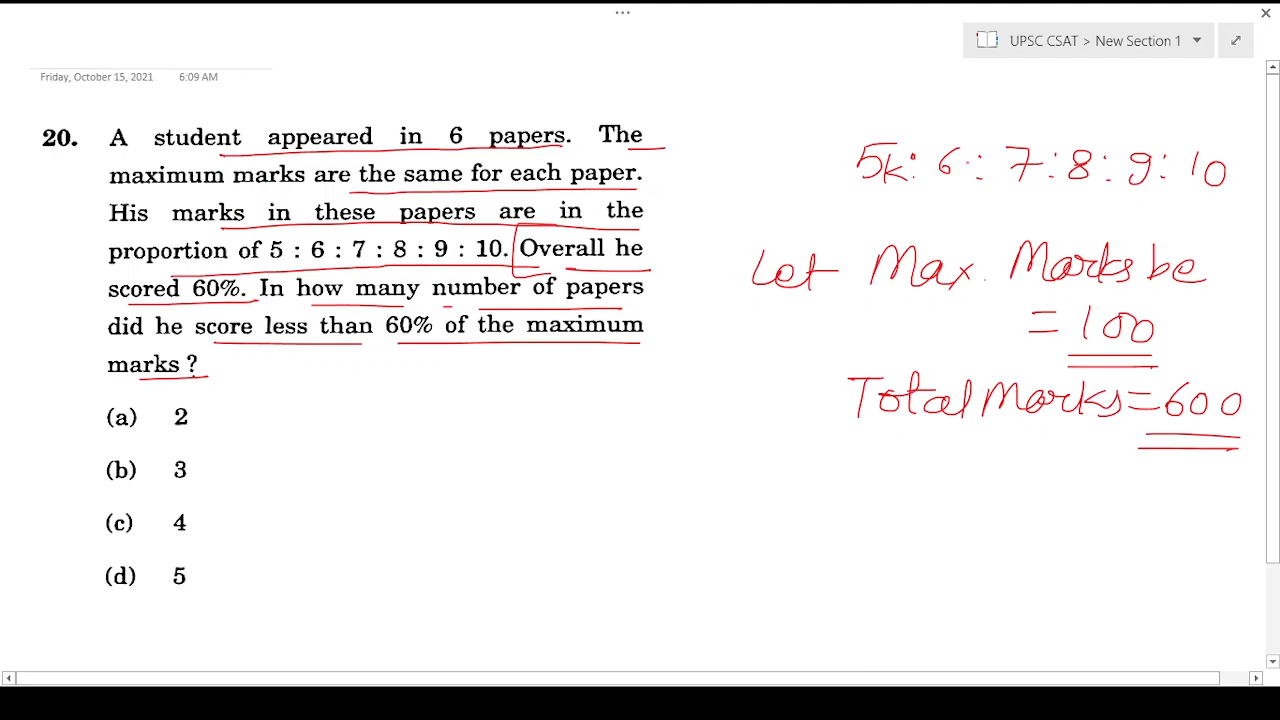 UPSC CSAT > New Section 1
Friday, October 15, 2021 6:09 AM
20. A student appeared in 6 papers. The
maximum marks are the same for each paper.
His marks in these papers are in the
proportion of 5 : 6 : 7 : 8 : 9 : 10. Overall he
scored 60%. In how many number of papers
did he score less than 60% of the maximum
marks ?
(a) 2
(b) 3
(c) 4
(d) 5
5k : 6 : 7 : 8 : 9 : 10
Let Max. Marks be
= 100
Total Marks = 600